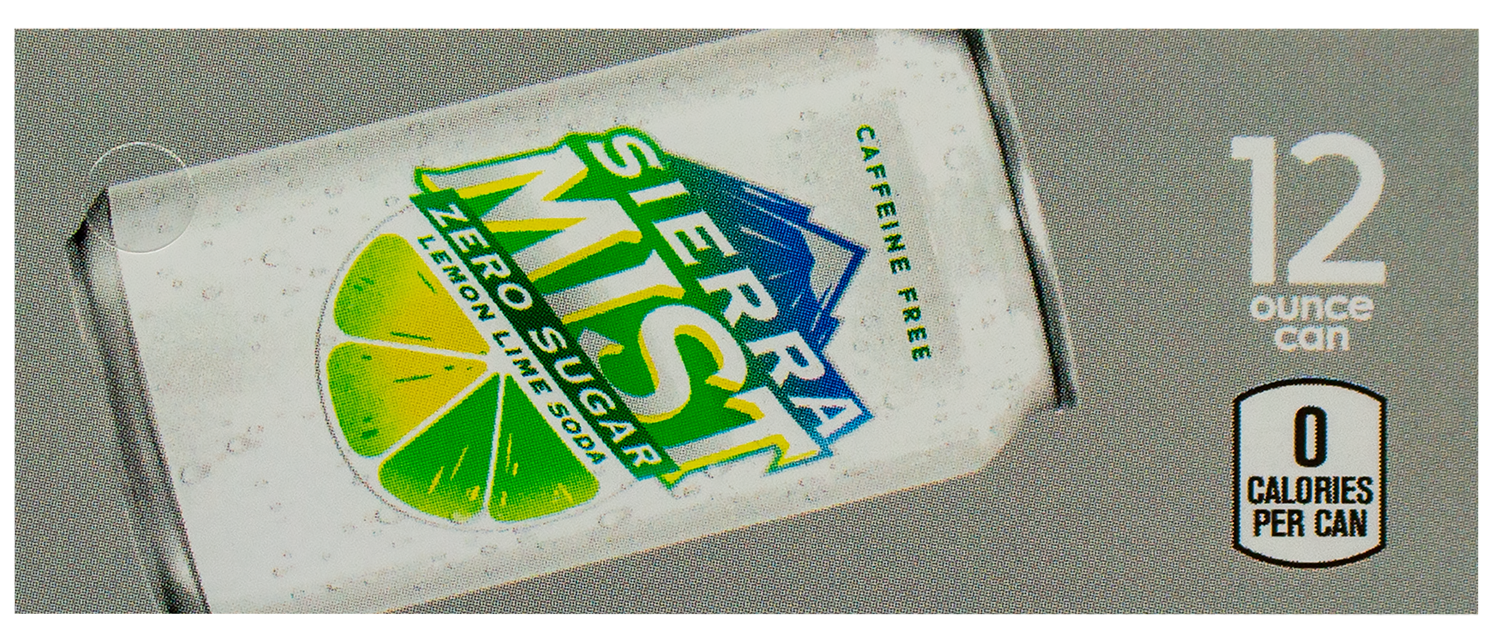 SIERRA
MIST
ZERO SUGAR
LEMON LIME SODA
CAFFEINE FREE
12
ounce
can
0
CALORIES
PER CAN